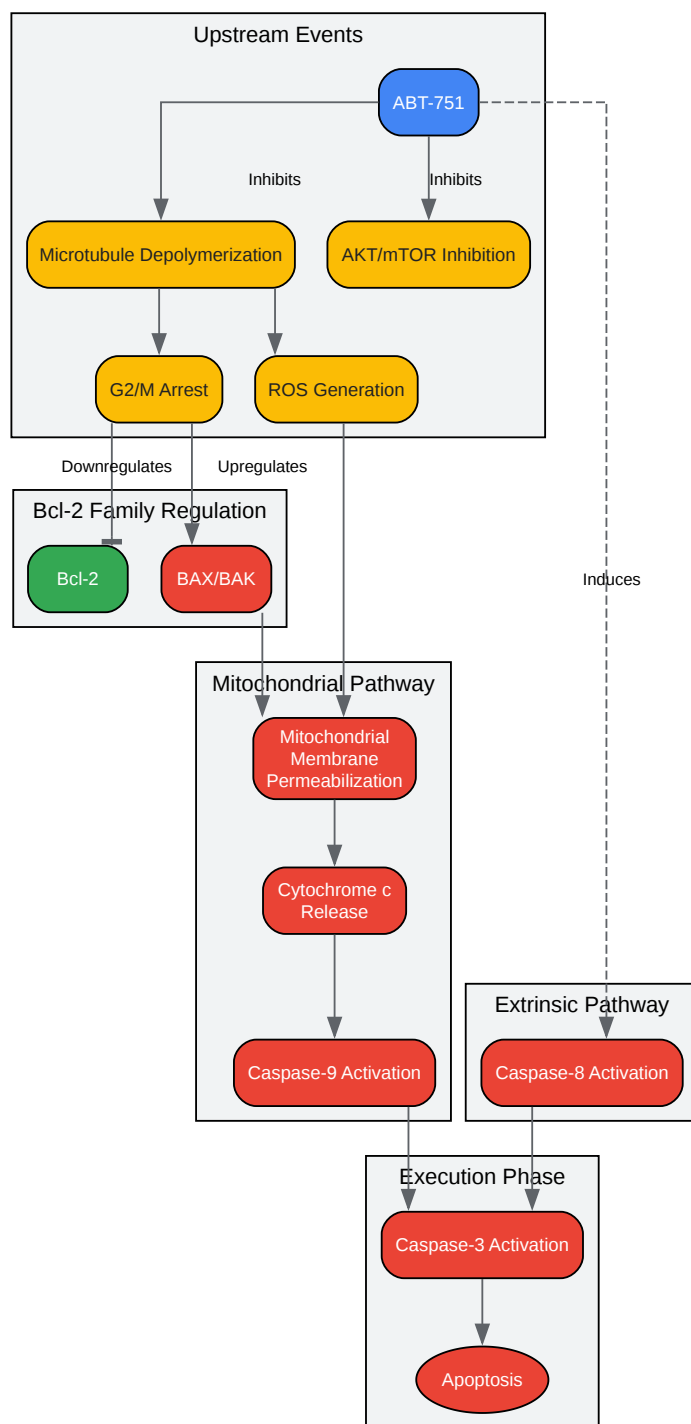 Upstream Events
ABT-751
Inhibits
Inhibits
Microtubule Depolymerization
AKT/mTOR Inhibition
G2/M Arrest
ROS Generation
Downregulates
Upregulates
Bcl-2 Family Regulation
Bcl-2
BAX/BAK
Induces
Mitochondrial Pathway
Mitochondrial
Membrane
Permeabilization
Cytochrome c
Release
Extrinsic Pathway
Caspase-9 Activation
Caspase-8 Activation
Execution Phase
Caspase-3 Activation
Apoptosis